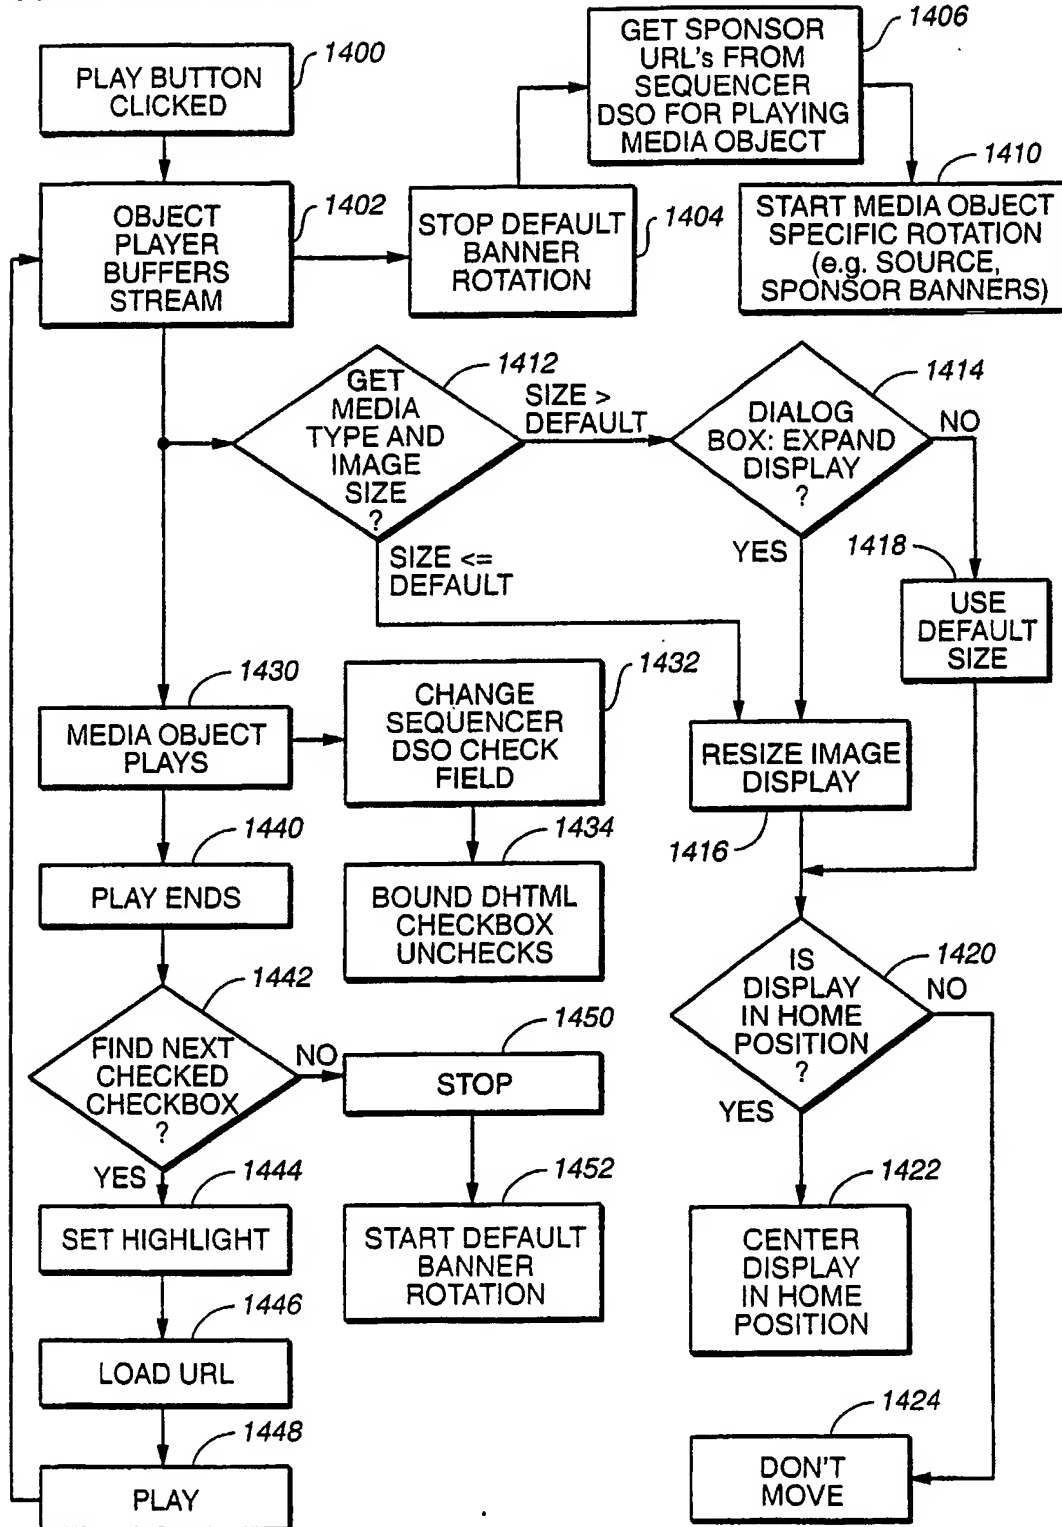 1400
PLAY BUTTON
CLICKED
1402
OBJECT
PLAYER
BUFFERS
STREAM
1404
STOP DEFAULT
BANNER
ROTATION
1406
GET SPONSOR
URL's FROM
SEQUENCER
DSO FOR PLAYING
MEDIA OBJECT
1410
START MEDIA OBJECT
SPECIFIC ROTATION
(e.g. SOURCE,
SPONSOR BANNERS)
1412
GET
MEDIA
TYPE AND
IMAGE
SIZE
?
SIZE >
DEFAULT
SIZE <=
DEFAULT
1414
DIALOG
BOX: EXPAND
DISPLAY
?
NO
YES
1418
USE
DEFAULT
SIZE
RESIZE IMAGE
DISPLAY
1416
1420
IS
DISPLAY
IN HOME
POSITION
?
NO
YES
1422
CENTER
DISPLAY
IN HOME
POSITION
1424
DON'T
MOVE
1430
MEDIA OBJECT
PLAYS
1432
CHANGE
SEQUENCER
DSO CHECK
FIELD
1434
BOUND DHTML
CHECKBOX
UNCHECKS
1440
PLAY ENDS
1442
FIND NEXT
CHECKED
CHECKBOX
?
NO
YES
1450
STOP
1452
START DEFAULT
BANNER
ROTATION
1444
SET HIGHLIGHT
1446
LOAD URL
1448
PLAY